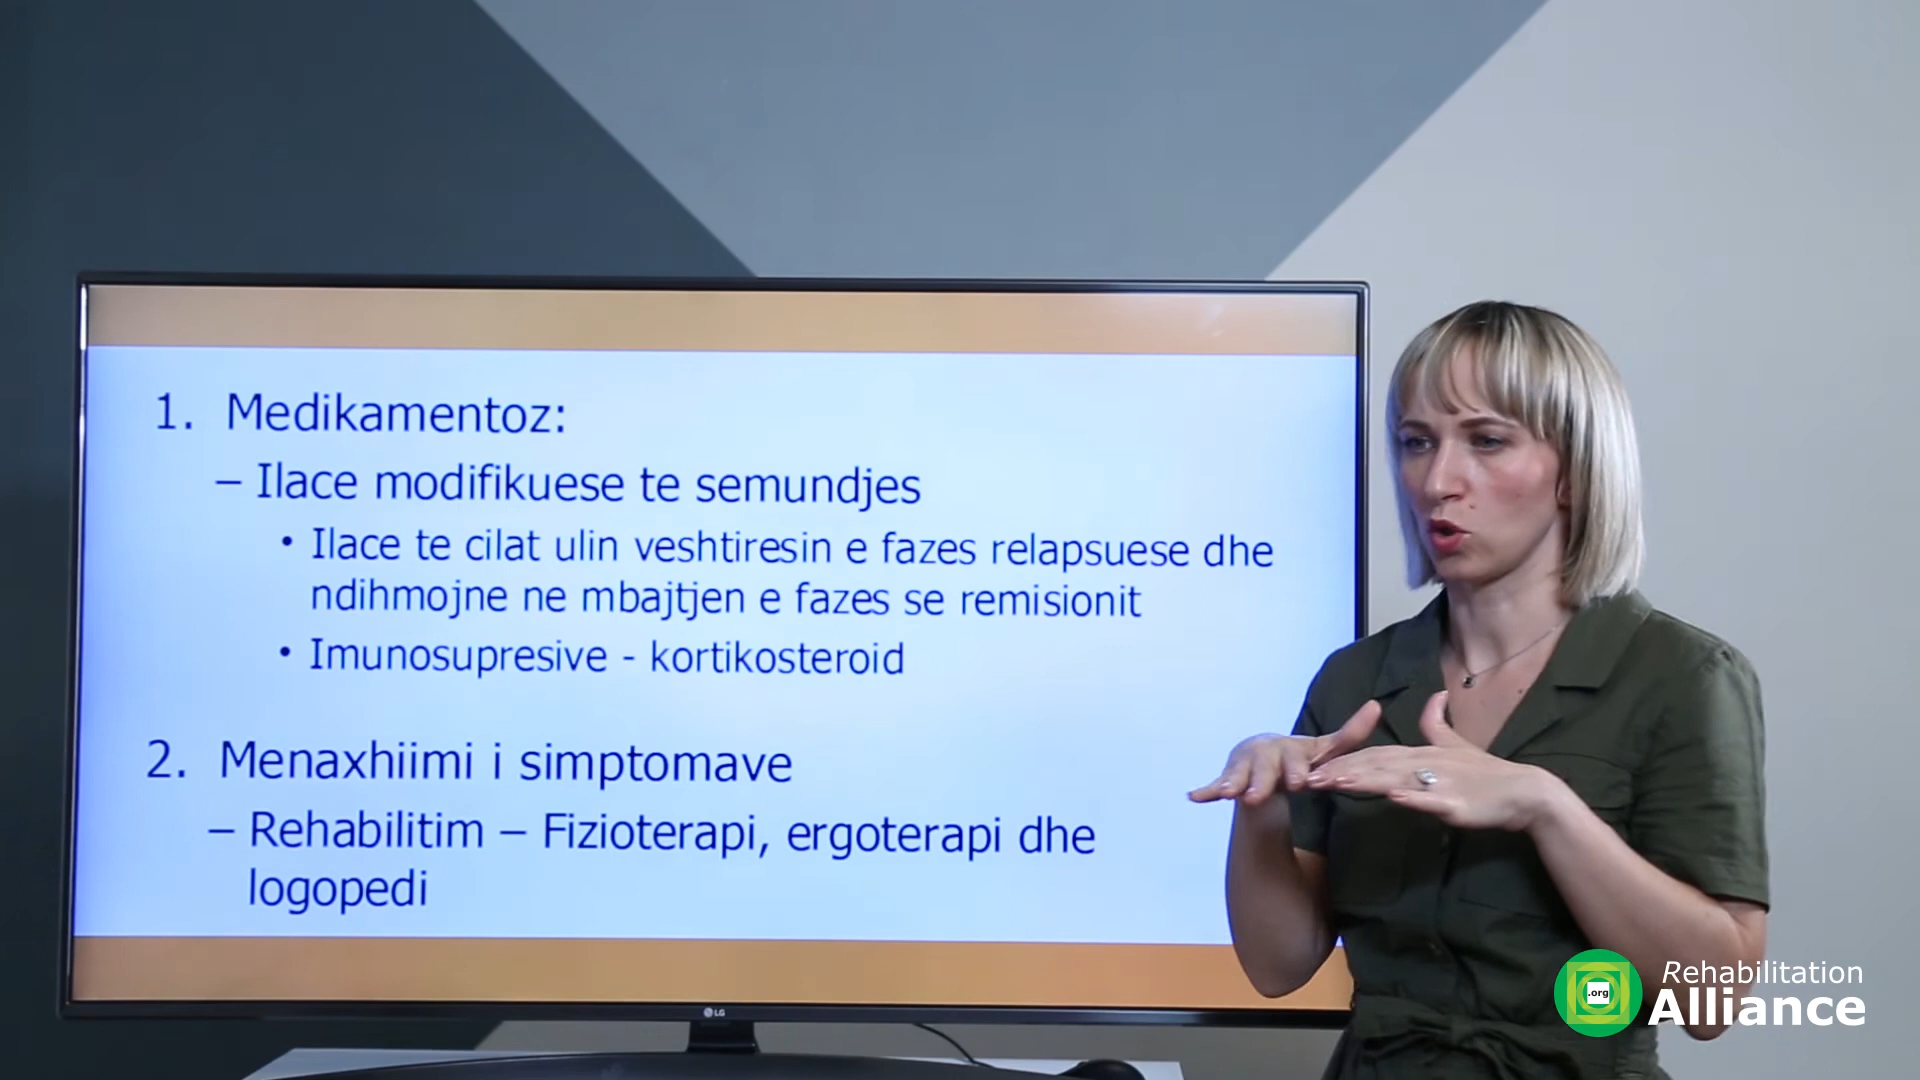 1. Medikamentoz:
– Ilace modifikuese te semundjes
• Ilace te cilat ulin veshtiresin e fazes relapsuese dhe
ndihmojne ne mbajtjen e fazes se remisionit
• Imunosupresive - kortikosteroid
2. Menaxhiimi i simptomave
– Rehabilitim – Fizioterapi, ergoterapi dhe
logopedi
LG
.org
Rehabilitation
Alliance